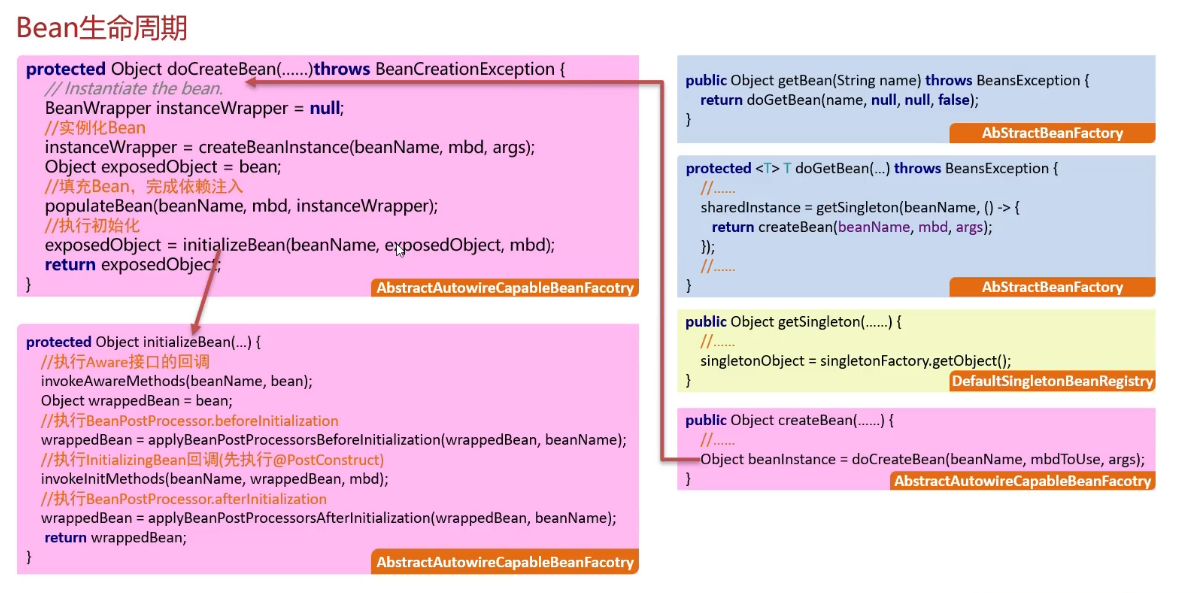 Bean生命周期
protected Object doCreateBean(......)throws BeanCreationException {
// Instantiate the bean.
BeanWrapper instanceWrapper = null;
//实例化Bean
instanceWrapper = createBeanInstance(beanName, mbd, args);
Object exposedObject = bean;
//填充Bean，完成依赖注入
populateBean(beanName, mbd, instanceWrapper);
//执行初始化
exposedObject = initializeBean(beanName, exposedObject, mbd);
return exposedObject;
}
AbstractAutowireCapableBeanFacotry
protected Object initializeBean(...) {
//执行Aware接口的回调
invokeAwareMethods(beanName, bean);
Object wrappedBean = bean;
//执行BeanPostProcessor.beforeInitialization
wrappedBean = applyBeanPostProcessorsBeforeInitialization(wrappedBean, beanName);
//执行InitializingBean回调(先执行@PostConstruct)
invokeInitMethods(beanName, wrappedBean, mbd);
//执行BeanPostProcessor.afterInitialization
wrappedBean = applyBeanPostProcessorsAfterInitialization(wrappedBean, beanName);
return wrappedBean;
}
AbstractAutowireCapableBeanFacotry
public Object getBean(String name) throws BeansException {
return doGetBean(name, null, null, false);
}
AbStractBeanFactory
protected <T> T doGetBean(...) throws BeansException {
//......
sharedInstance = getSingleton(beanName, () -> {
return createBean(beanName, mbd, args);
});
//......
}
AbStractBeanFactory
public Object getSingleton(......) {
//......
singletonObject = singletonFactory.getObject();
}
DefaultSingletonBeanRegistry
public Object createBean(......) {
//......
Object beanInstance = doCreateBean(beanName, mbdToUse, args);
}
AbstractAutowireCapableBeanFacotry